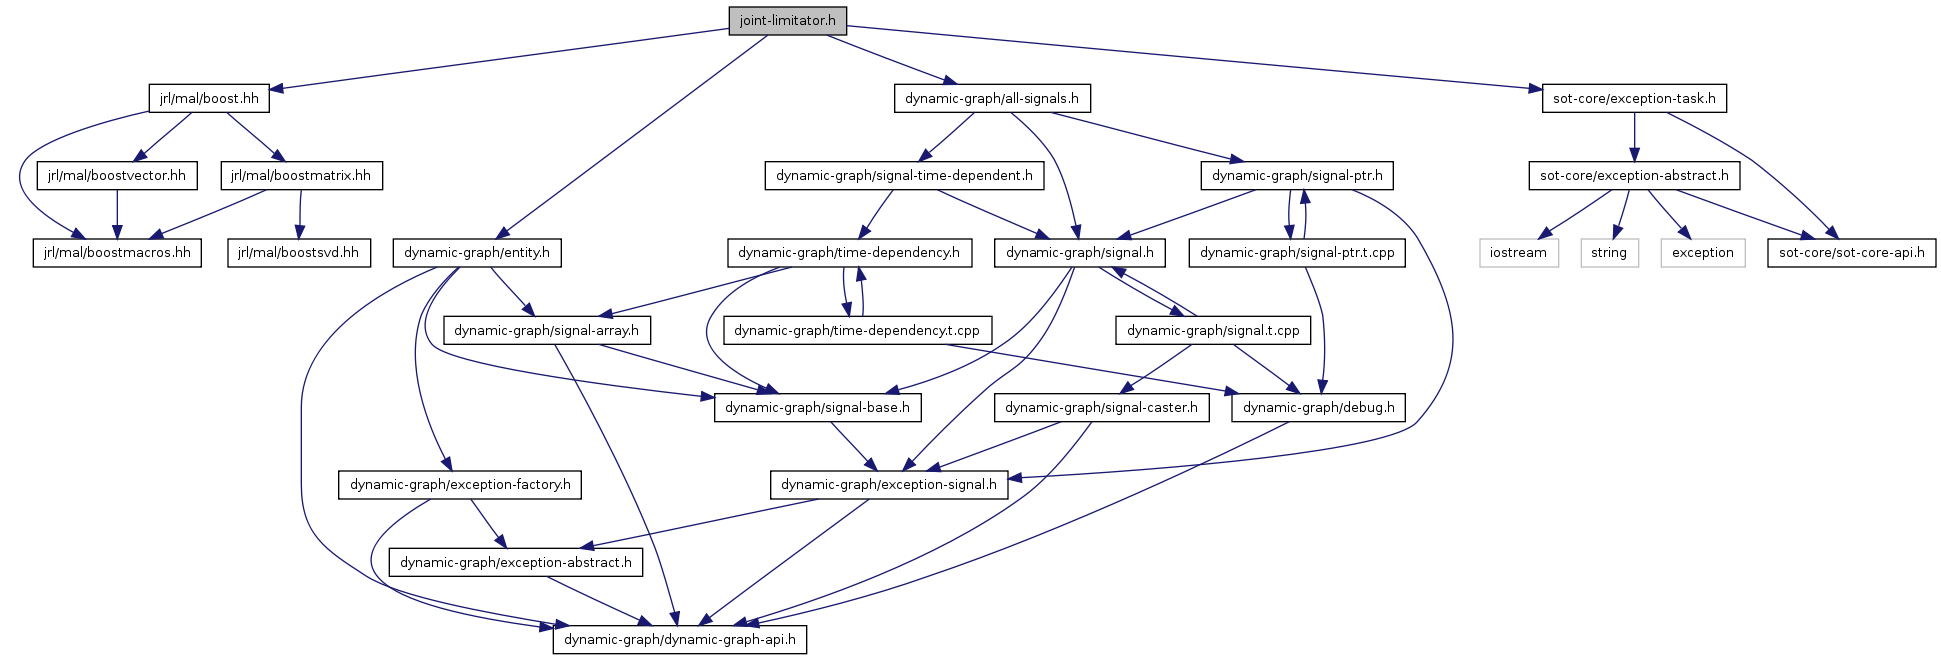 joint-limitator.h
jrl/mal/boost.hh
dynamic-graph/all-signals.h
sot-core/exception-task.h
jrl/mal/boostvector.hh
jrl/mal/boostmatrix.hh
dynamic-graph/signal-time-dependent.h
dynamic-graph/signal-ptr.h
sot-core/exception-abstract.h
jrl/mal/boostmacros.hh
jrl/mal/boostsvd.hh
dynamic-graph/entity.h
dynamic-graph/time-dependency.h
dynamic-graph/signal.h
dynamic-graph/signal-ptr.t.cpp
iostream
string
exception
sot-core/sot-core-api.h
dynamic-graph/signal-array.h
dynamic-graph/time-dependency.t.cpp
dynamic-graph/signal.t.cpp
dynamic-graph/signal-base.h
dynamic-graph/signal-caster.h
dynamic-graph/debug.h
dynamic-graph/exception-factory.h
dynamic-graph/exception-signal.h
dynamic-graph/exception-abstract.h
dynamic-graph/dynamic-graph-api.h